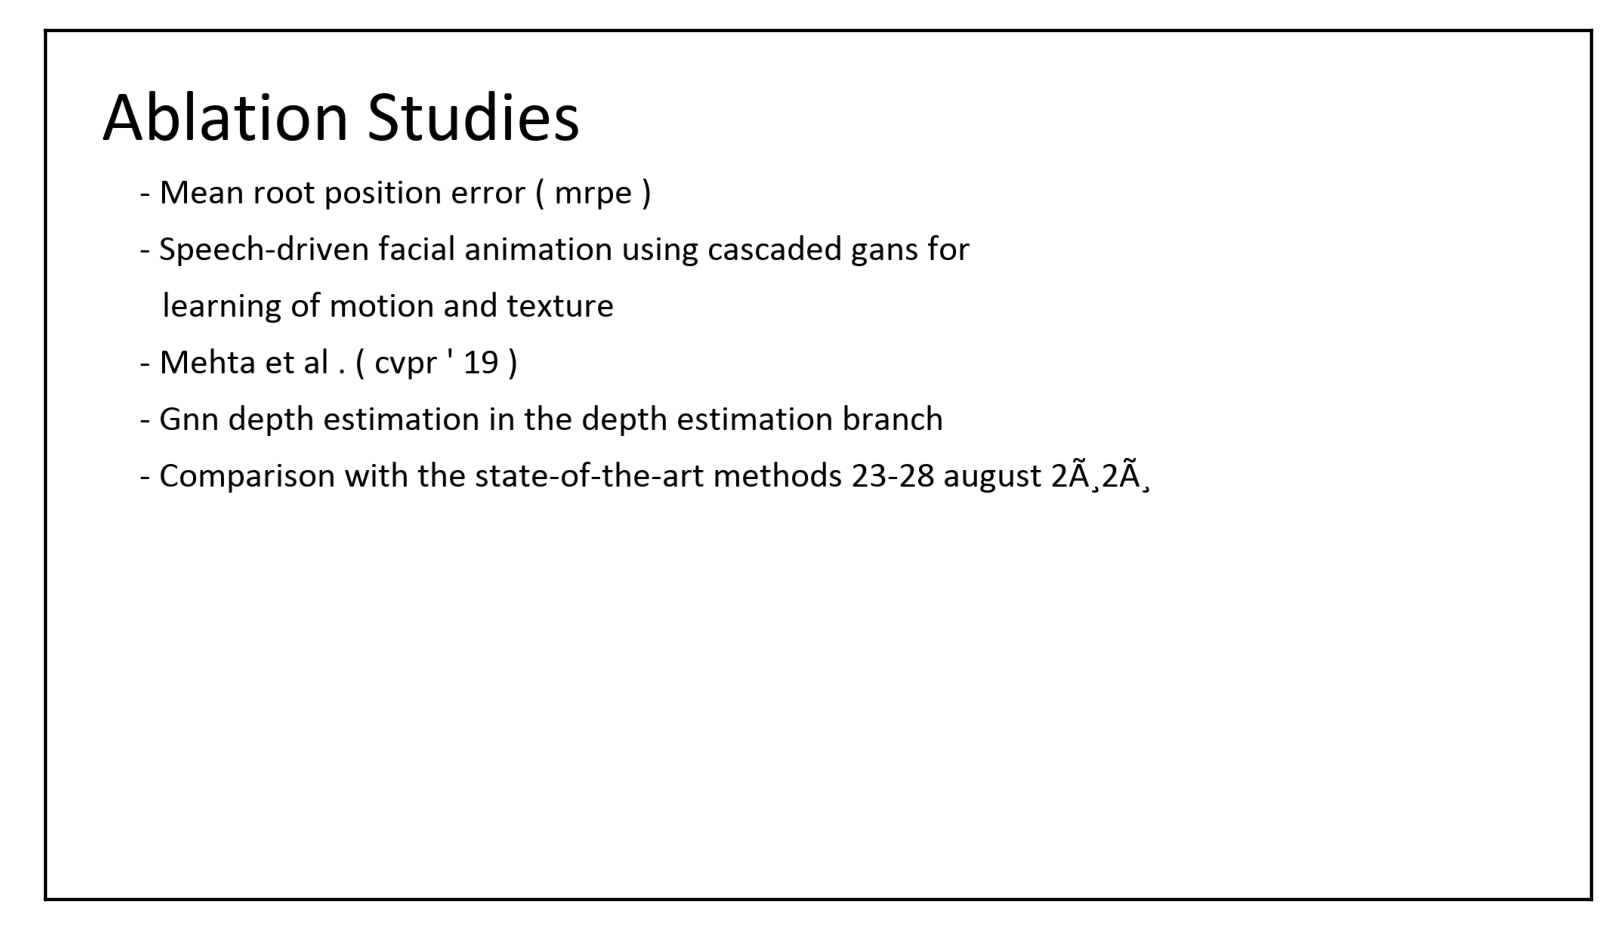 Ablation Studies
- Mean root position error ( mrpe )
- Speech-driven facial animation using cascaded gans for
learning of motion and texture
- Mehta et al . ( cvpr ' 19 )
- Gnn depth estimation in the depth estimation branch
- Comparison with the state-of-the-art methods 23-28 august 2Ã¸2Ã¸